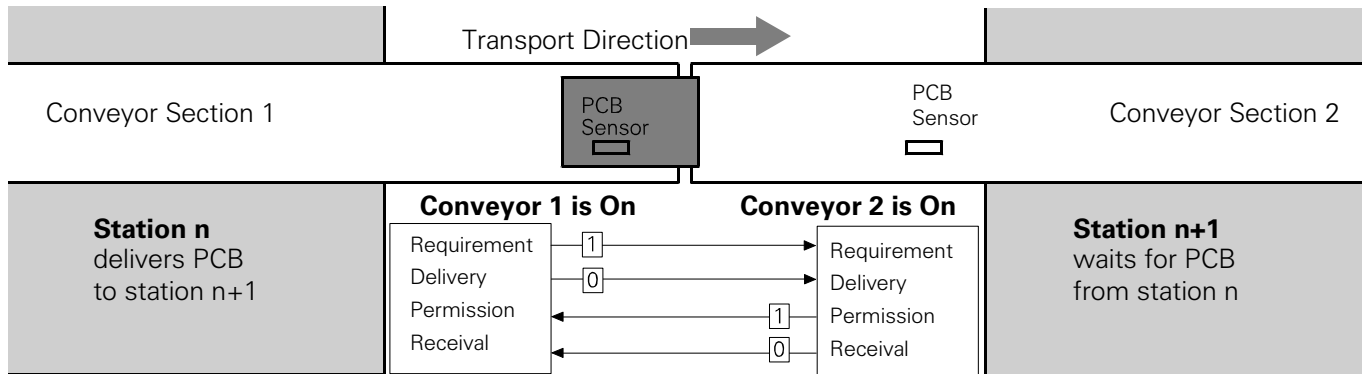 Transport Direction
Conveyor Section 1
PCB
Sensor
PCB
Sensor
Conveyor Section 2
Conveyor 1 is On
Conveyor 2 is On
Station n
delivers PCB
to station n+1
Requirement
Delivery
Permission
Receival
1
0
1
0
Requirement
Delivery
Permission
Receival
Station n+1
waits for PCB
from station n